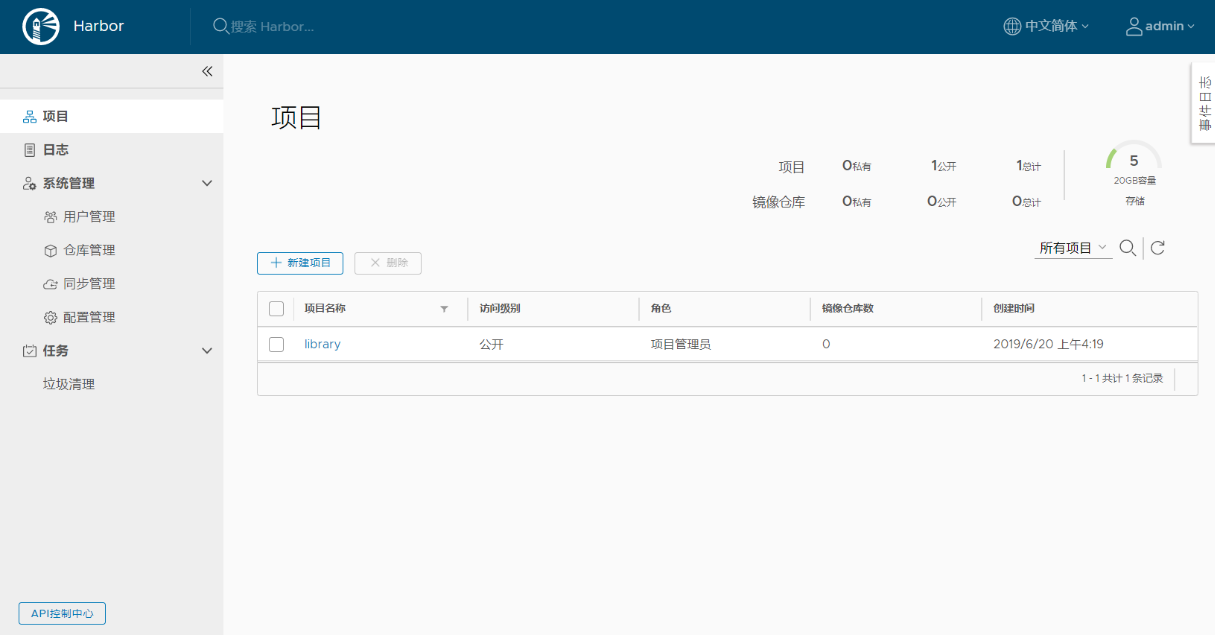 Harbor
搜索 Harbor...
中文简体
admin
项目
日志
系统管理
用户管理
仓库管理
同步管理
配置管理
任务
垃圾清理
API控制中心
事件日志
项目
项目 0私有 1公开 1总计
镜像仓库 0私有 0公开 0总计
5
20GB容量
存储
所有项目
新建项目 删除
项目名称 访问级别 角色 镜像仓库数 创建时间
library 公开 项目管理员 0 2019/6/20 上午4:19
1 - 1 共计 1 条记录